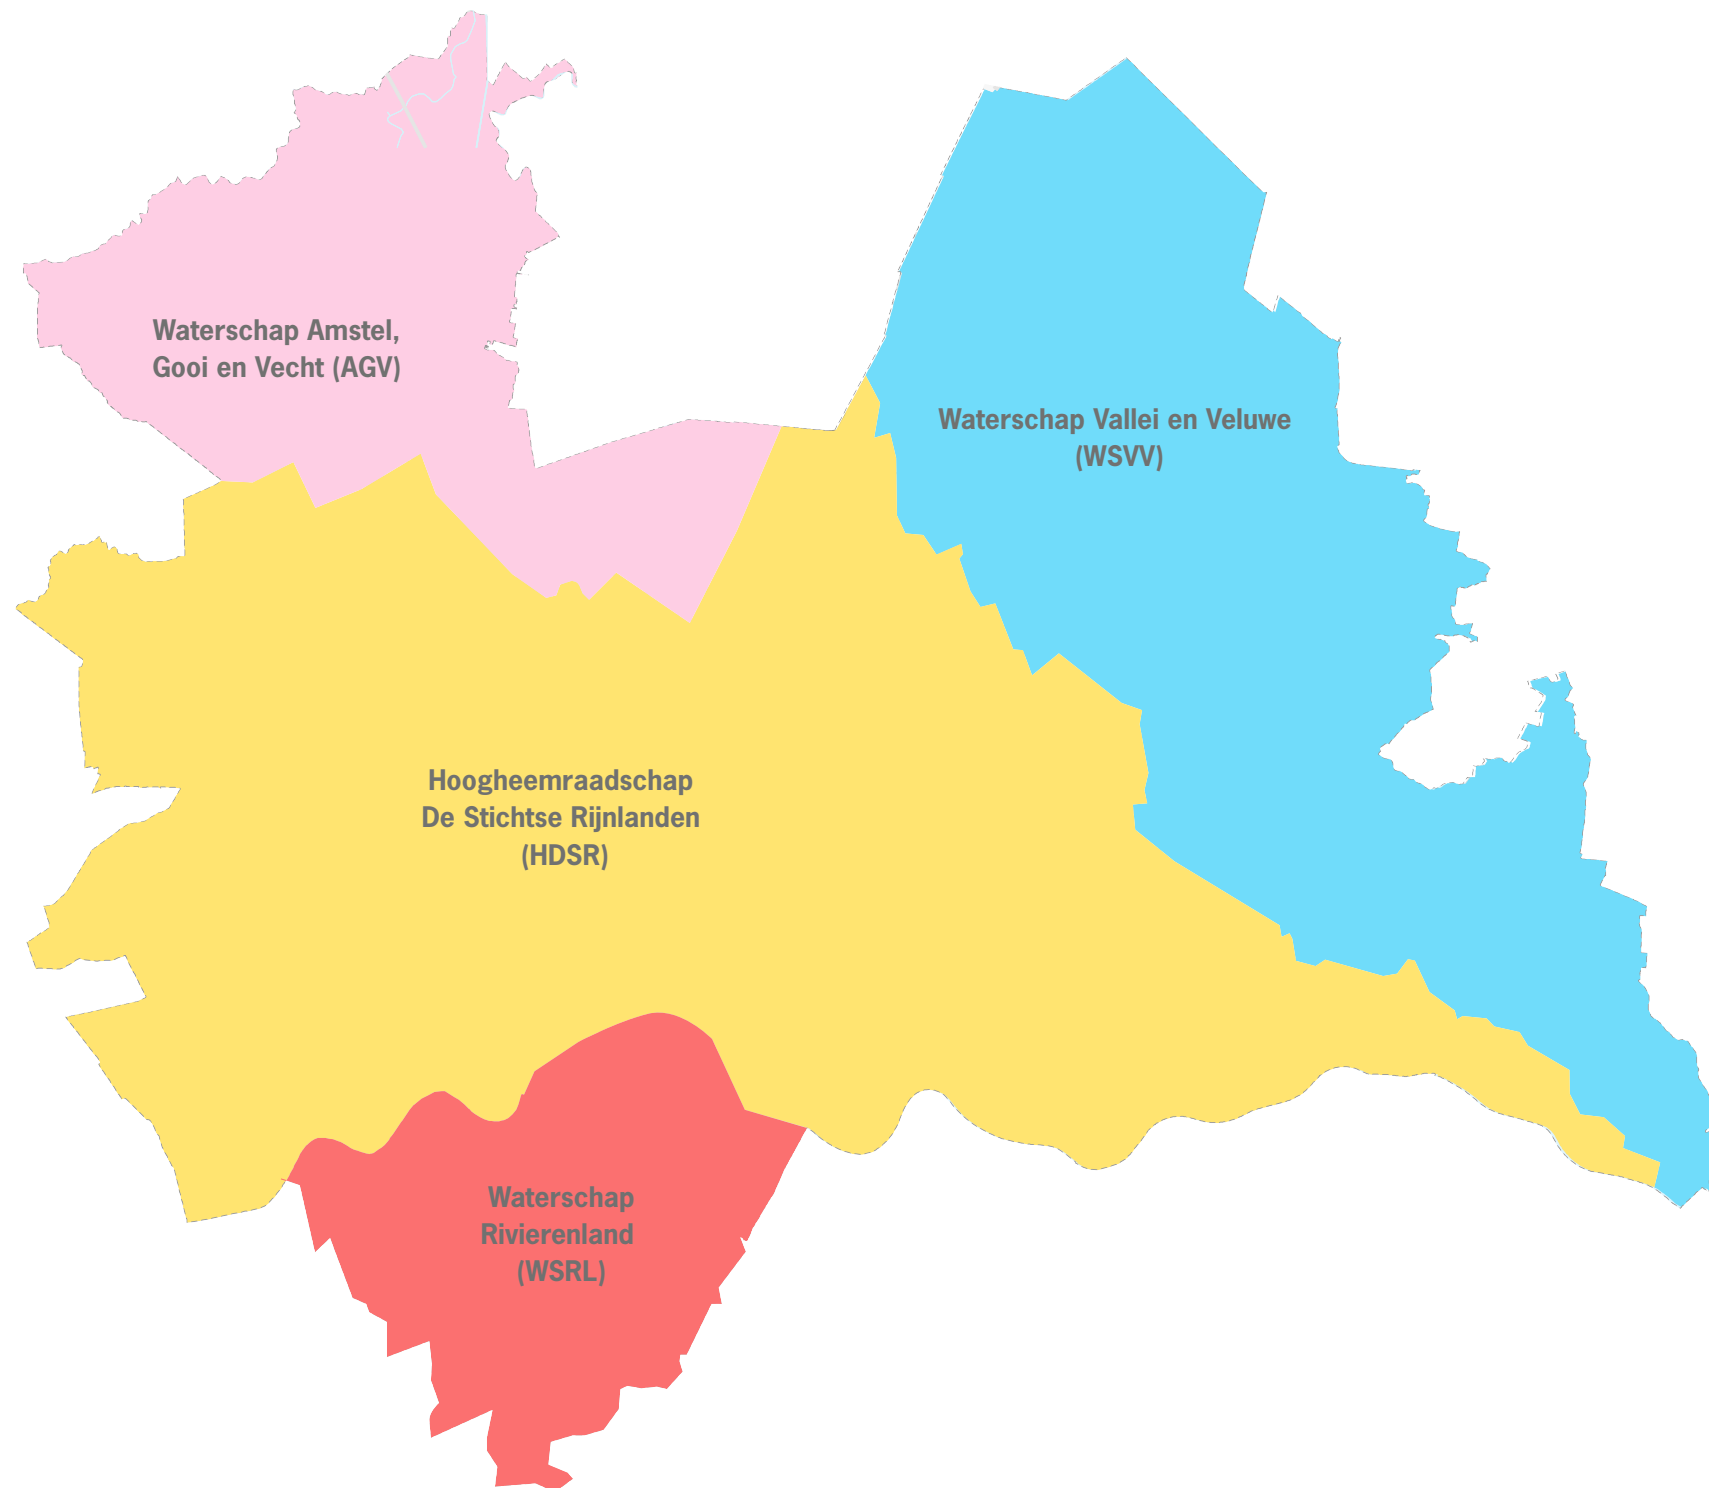 Waterschap Amstel,
Gooi en Vecht (AGV)
Waterschap Vallei en Veluwe
(WSVV)
Hoogheemraadschap
De Stichtse Rijnlanden
(HDSR)
Waterschap
Rivierenland
(WSRL)